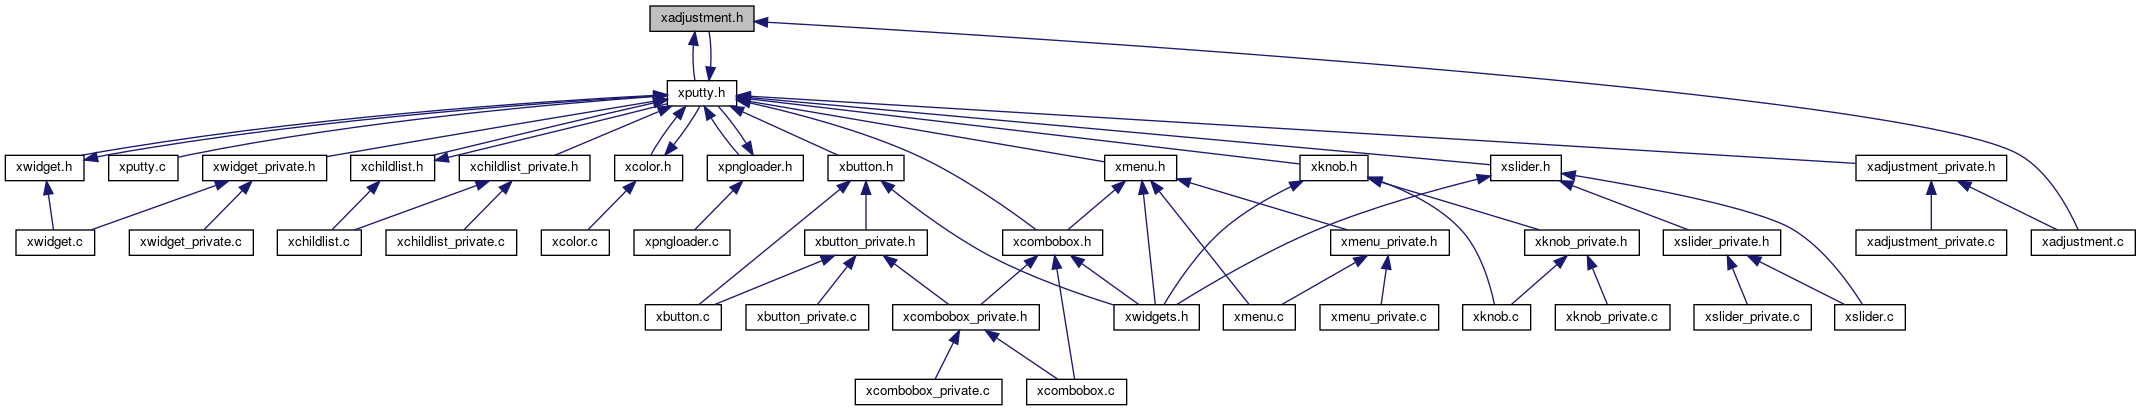 xadjustment.h
xputty.h
xwidget.h
xputty.c
xwidget_private.h
xchildlist.h
xchildlist_private.h
xcolor.h
xpngloader.h
xbutton.h
xmenu.h
xknob.h
xslider.h
xadjustment_private.h
xwidget.c
xwidget_private.c
xchildlist.c
xchildlist_private.c
xcolor.c
xpngloader.c
xbutton_private.h
xcombobox.h
xmenu_private.h
xknob_private.h
xslider_private.h
xadjustment_private.c
xadjustment.c
xbutton.c
xbutton_private.c
xcombobox_private.h
xwidgets.h
xmenu.c
xmenu_private.c
xknob.c
xknob_private.c
xslider_private.c
xslider.c
xcombobox_private.c
xcombobox.c